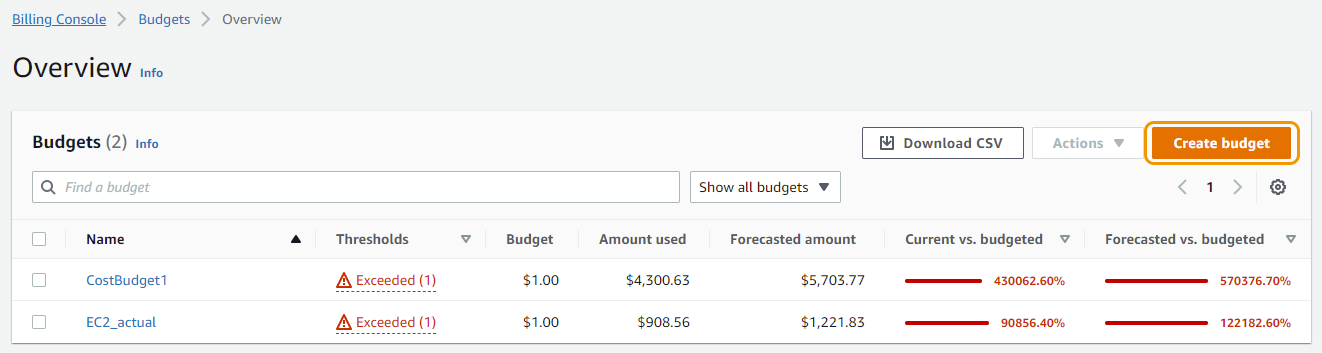 Billing Console > Budgets > Overview
Overview Info
Budgets (2) Info Download CSV Actions Create budget
Find a budget Show all budgets 1
Name Thresholds Budget Amount used Forecasted amount Current vs. budgeted Forecasted vs. budgeted
CostBudget1 Exceeded (1) $1.00 $4,300.63 $5,703.77 430062.60% 570376.70%
EC2_actual Exceeded (1) $1.00 $908.56 $1,221.83 90856.40% 122182.60%